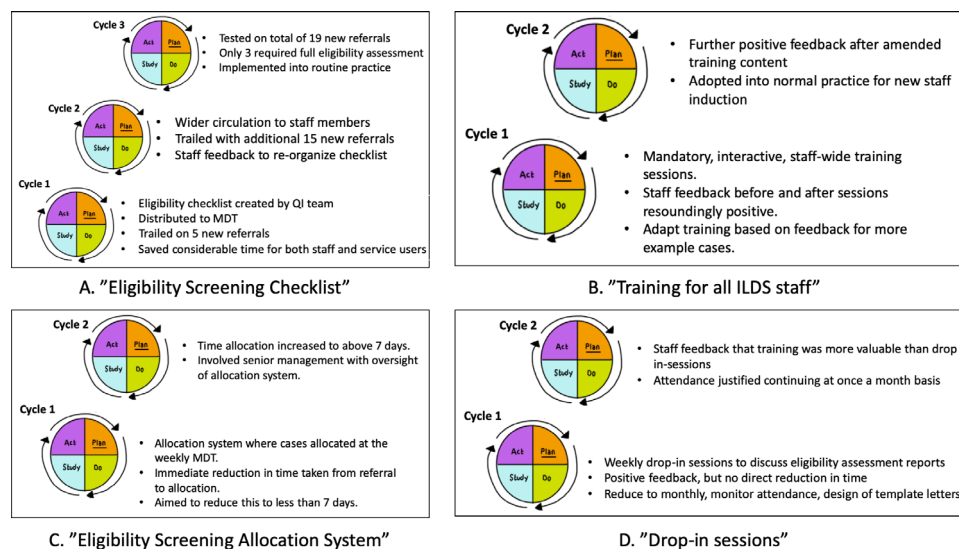 Cycle 3
Act
Plan
Study
Do
• Tested on total of 19 new referrals
• Only 3 required full eligibility assessment
• Implemented into routine practice
Cycle 2
Act
Plan
Study
Do
• Wider circulation to staff members
• Trailed with additional 15 new referrals
• Staff feedback to re-organize checklist
Cycle 1
Act
Plan
Study
Do
• Eligibility checklist created by QI team
• Distributed to MDT
• Trailed on 5 new referrals
• Saved considerable time for both staff and service users
A. "Eligibility Screening Checklist"
Cycle 2
Act
Plan
Study
Do
• Further positive feedback after amended
training content
• Adopted into normal practice for new staff
induction
Cycle 1
Act
Plan
Study
Do
• Mandatory, interactive, staff-wide training
sessions.
• Staff feedback before and after sessions
resoundingly positive.
• Adapt training based on feedback for more
example cases.
B. "Training for all ILDS staff"
Cycle 2
Act
Plan
Study
Do
• Time allocation increased to above 7 days.
• Involved senior management with oversight
of allocation system.
Cycle 1
Act
Plan
Study
Do
• Allocation system where cases allocated at the
weekly MDT.
• Immediate reduction in time taken from referral
to allocation.
• Aimed to reduce this to less than 7 days.
C. "Eligibility Screening Allocation System"
Cycle 2
Act
Plan
Study
Do
• Staff feedback that training was more valuable than drop
in-sessions
• Attendance justified continuing at once a month basis
Cycle 1
Act
Plan
Study
Do
• Weekly drop-in sessions to discuss eligibility assessment reports
• Positive feedback, but no direct reduction in time
• Reduce to monthly, monitor attendance, design of template letters
D. "Drop-in sessions"